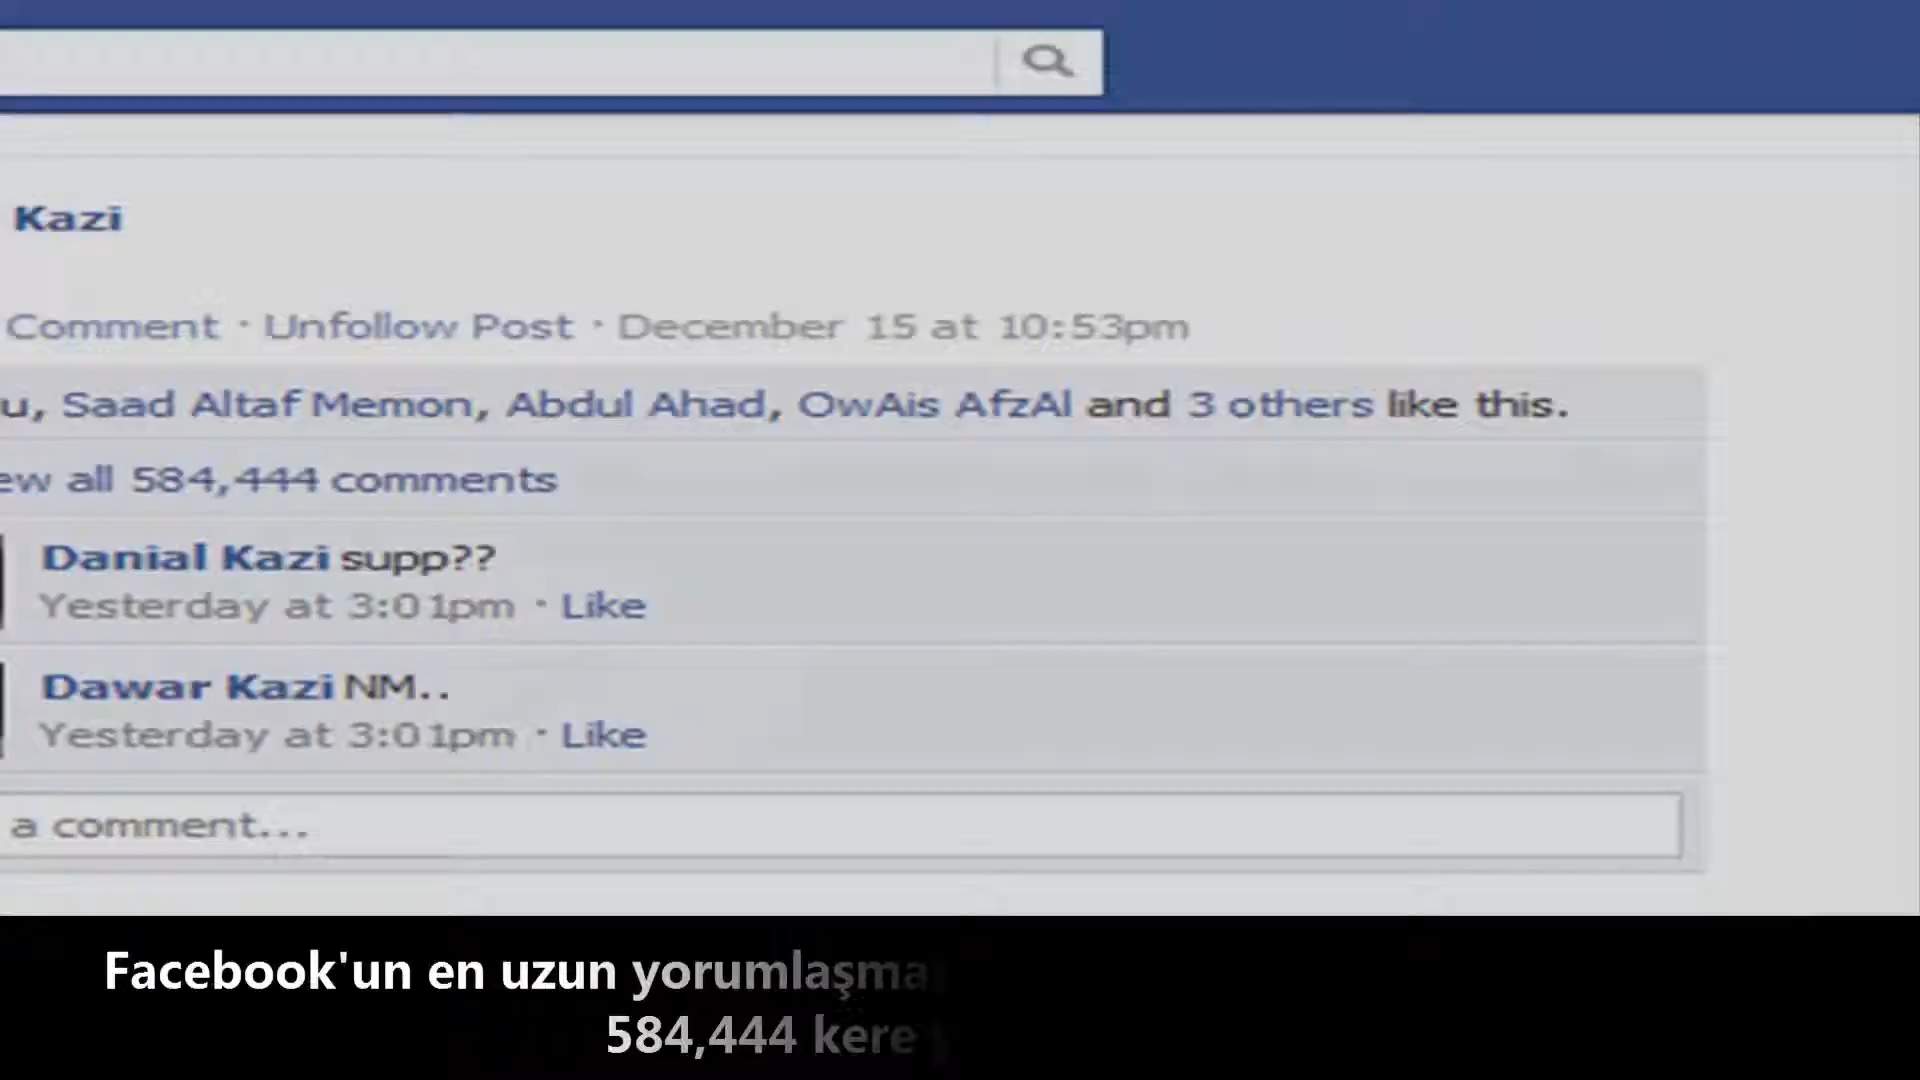 Kazi
Comment · Unfollow Post · December 15 at 10:53pm
u, Saad Altaf Memon, Abdul Ahad, OwAis AfzAl and 3 others like this.
ew all 584,444 comments
Danial Kazi supp??
Yesterday at 3:01pm · Like
Dawar Kazi NM..
Yesterday at 3:01pm · Like
a comment...
Facebook'un en uzun yorumlaşma
584,444 kere